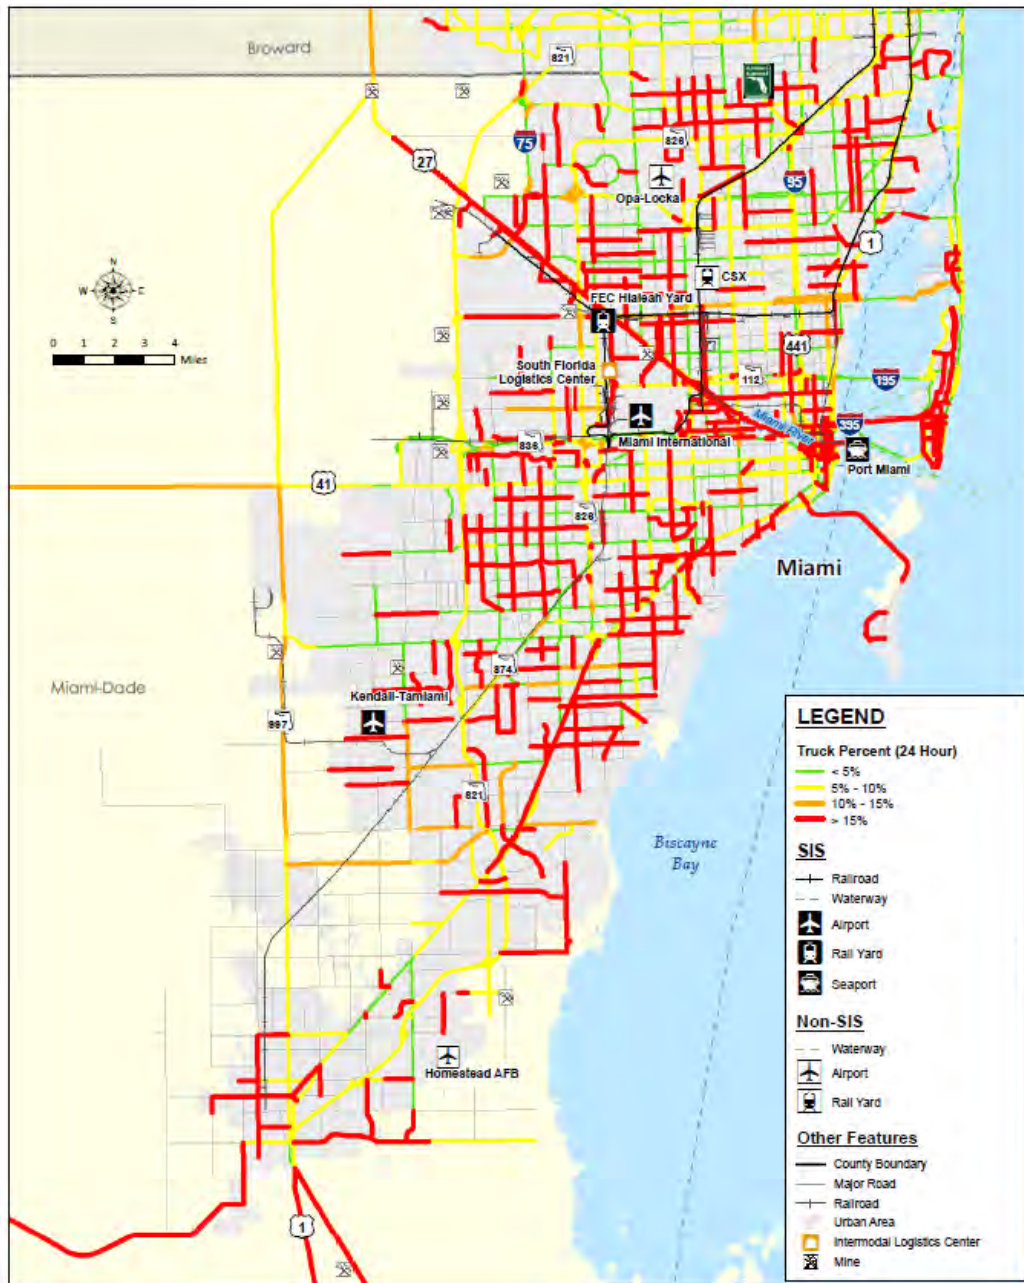 Broward
821
75
27
826
95
Opa-Locka
1
CSX
FEC Hialeah Yard
N
W E
S
0 1 2 3 4
Miles
441
South Florida
Logistics Center
112
195
Miami River
395
836
Miami International
Port Miami
41
826
Miami
874
Miami-Dade
Kendall-Tamiami
997
821
Biscayne
Bay
Homestead AFB
1
LEGEND
Truck Percent (24 Hour)
< 5%
5% - 10%
10% - 15%
> 15%
SIS
Railroad
Waterway
Airport
Rail Yard
Seaport
Non-SIS
Waterway
Airport
Rail Yard
Other Features
County Boundary
Major Road
Railroad
Urban Area
Intermodal Logistics Center
Mine